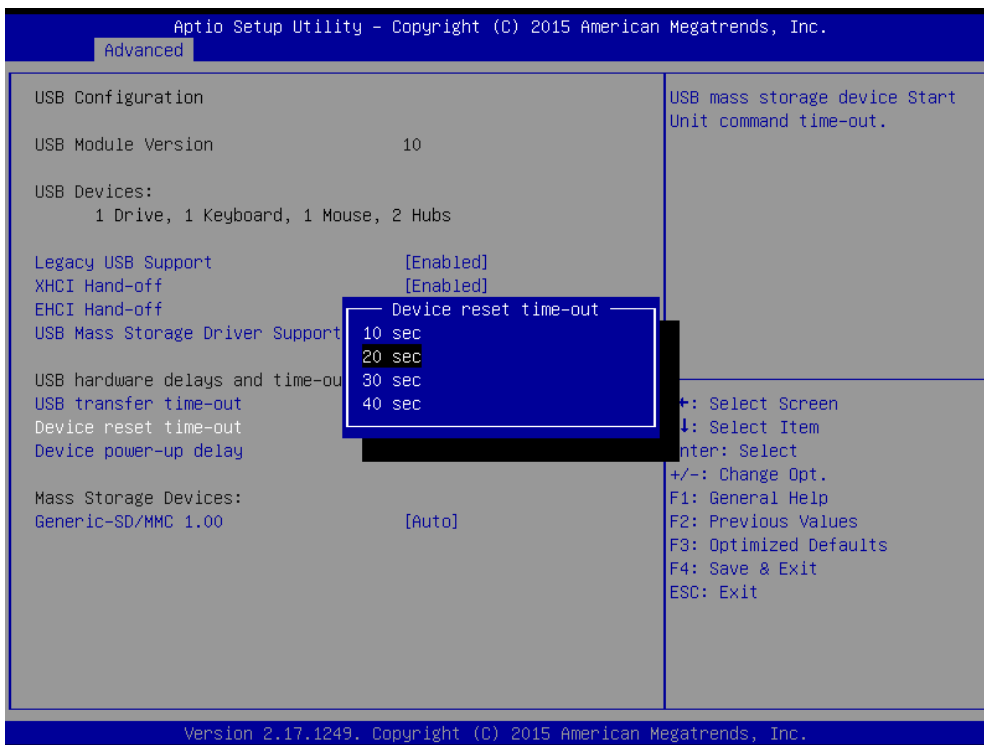 Aptio Setup Utility – Copyright (C) 2015 American Megatrends, Inc.
Advanced
USB Configuration
USB Module Version 10
USB Devices:
1 Drive, 1 Keyboard, 1 Mouse, 2 Hubs
Legacy USB Support [Enabled]
XHCI Hand-off [Enabled]
EHCI Hand-off
USB Mass Storage Driver Support
USB hardware delays and
USB transfer time-out
Device reset time-out
Device power-up delay
Mass Storage Devices:
Generic-SD/MMC 1.00 [Auto]
Device reset time-out
10 sec
20 sec
30 sec
40 sec
USB mass storage device Start
Unit command time-out.
: Select Screen
: Select Item
: Select
+/-: Change Opt.
F1: General Help
F2: Previous Values
F3: Optimized Defaults
F4: Save & Exit
ESC: Exit
Version 2.17.1249. Copyright (C) 2015 American Megatrends, Inc.